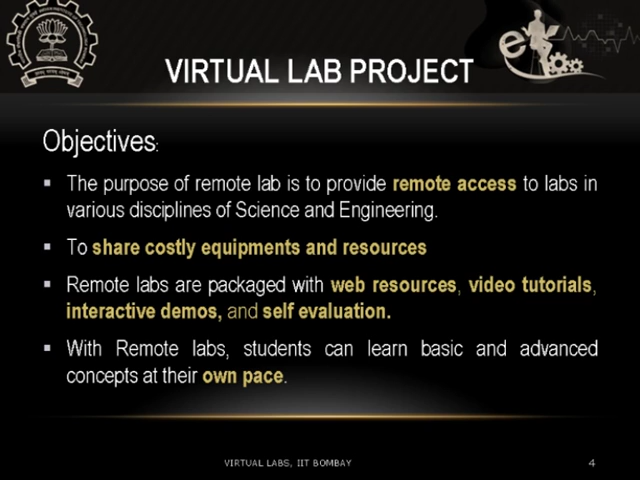 VIRTUAL LAB PROJECT
Objectives:
▪ The purpose of remote lab is to provide remote access to labs in
various disciplines of Science and Engineering.
▪ To share costly equipments and resources
▪ Remote labs are packaged with web resources, video tutorials,
interactive demos, and self evaluation.
▪ With Remote labs, students can learn basic and advanced
concepts at their own pace.
VIRTUAL LABS, IIT BOMBAY
4